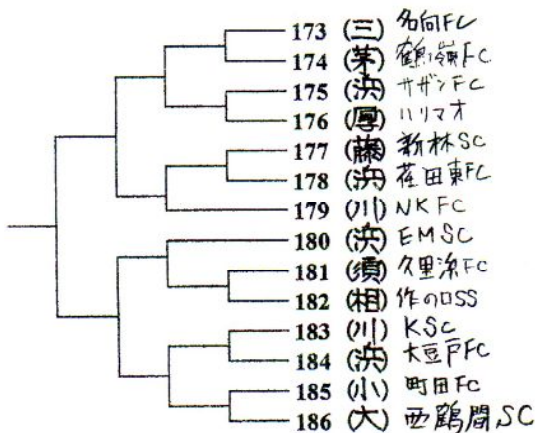 173 (三) 名向FC
174 (茅) 鶴嶺FC
175 (浜) サザンFC
176 (厚) ハリマオ
177 (藤) 新林SC
178 (浜) 荏田東FC
179 (川) NKFC
180 (浜) EMSC
181 (須) 久里浜FC
182 (相) 作の口SS
183 (川) KSC
184 (浜) 大豆戸FC
185 (小) 町田FC
186 (大) 西鶴間SC